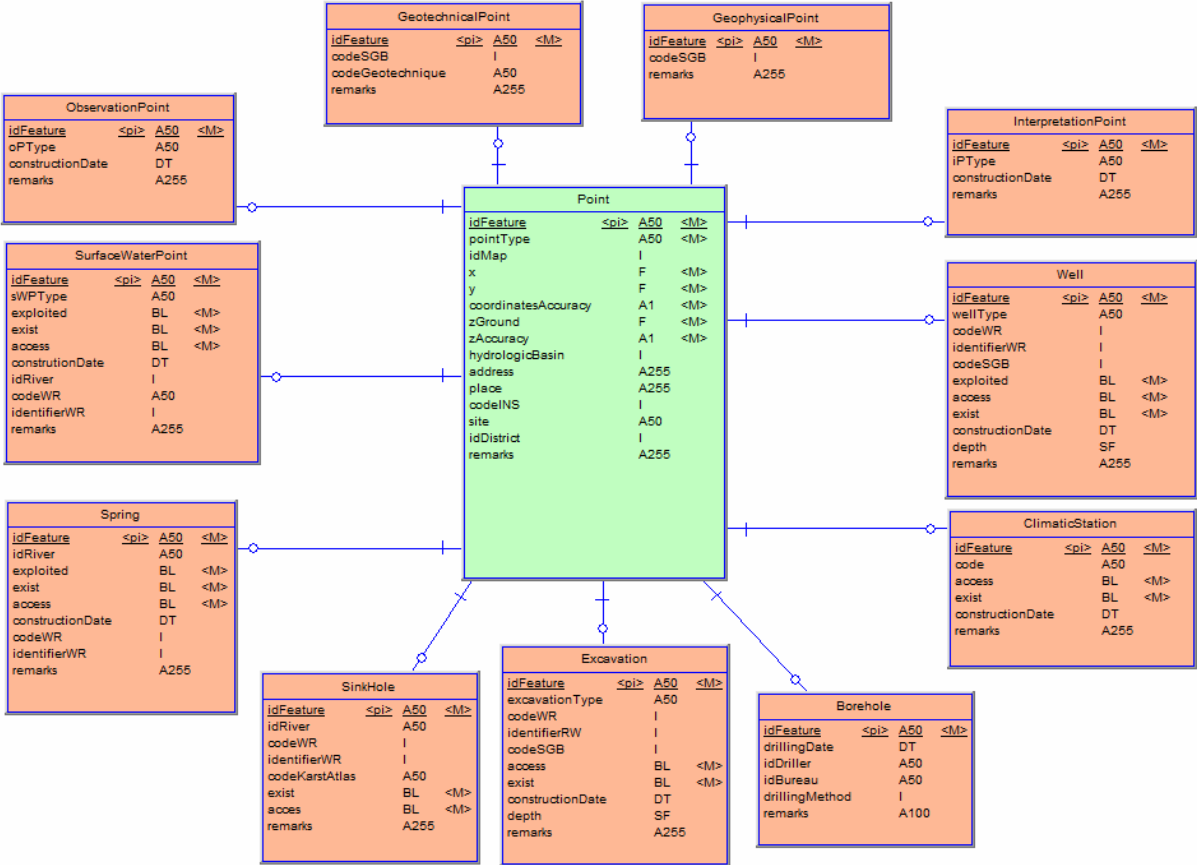 GeotechnicalPoint
idFeature <pi> A50 <M>
codeSGB I
codeGeotechnique A50
remarks A255
GeophysicalPoint
idFeature <pi> A50 <M>
codeSGB I
remarks A255
ObservationPoint
idFeature <pi> A50 <M>
oPType A50
constructionDate DT
remarks A255
InterpretationPoint
idFeature <pi> A50 <M>
iPType A50
constructionDate DT
remarks A255
Point
idFeature <pi> A50 <M>
pointType A50 <M>
idMap I
x F <M>
y F <M>
coordinatesAccuracy A1 <M>
zGround F <M>
zAccuracy A1 <M>
hydrologicBasin I
address A255
place A255
codeINS I
site A50
idDistrict I
remarks A255
SurfaceWaterPoint
idFeature <pi> A50 <M>
sWPType A50
exploited BL <M>
exist BL <M>
access BL <M>
construtionDate DT
idRiver I
codeWR A50
identifierWR I
remarks A255
Well
idFeature <pi> A50 <M>
wellType A50
codeWR I
identifierWR I
codeSGB I
exploited BL <M>
access BL <M>
exist BL <M>
constructionDate DT
depth SF
remarks A255
Spring
idFeature <pi> A50 <M>
idRiver A50
exploited BL <M>
exist BL <M>
access BL <M>
constructionDate DT
codeWR I
identifierWR I
remarks A255
ClimaticStation
idFeature <pi> A50 <M>
code A50
access BL <M>
exist BL <M>
constructionDate DT
remarks A255
SinkHole
idFeature <pi> A50 <M>
idRiver A50
codeWR I
identifierWR I
codeKarstAtlas A50
exist BL <M>
acces BL <M>
remarks A255
Excavation
idFeature <pi> A50 <M>
excavationType A50
codeWR I
identifierRW I
codeSGB I
access BL <M>
exist BL <M>
constructionDate DT
depth SF
remarks A255
Borehole
idFeature <pi> A50 <M>
drillingDate DT
idDriller A50
idBureau A50
drillingMethod I
remarks A100